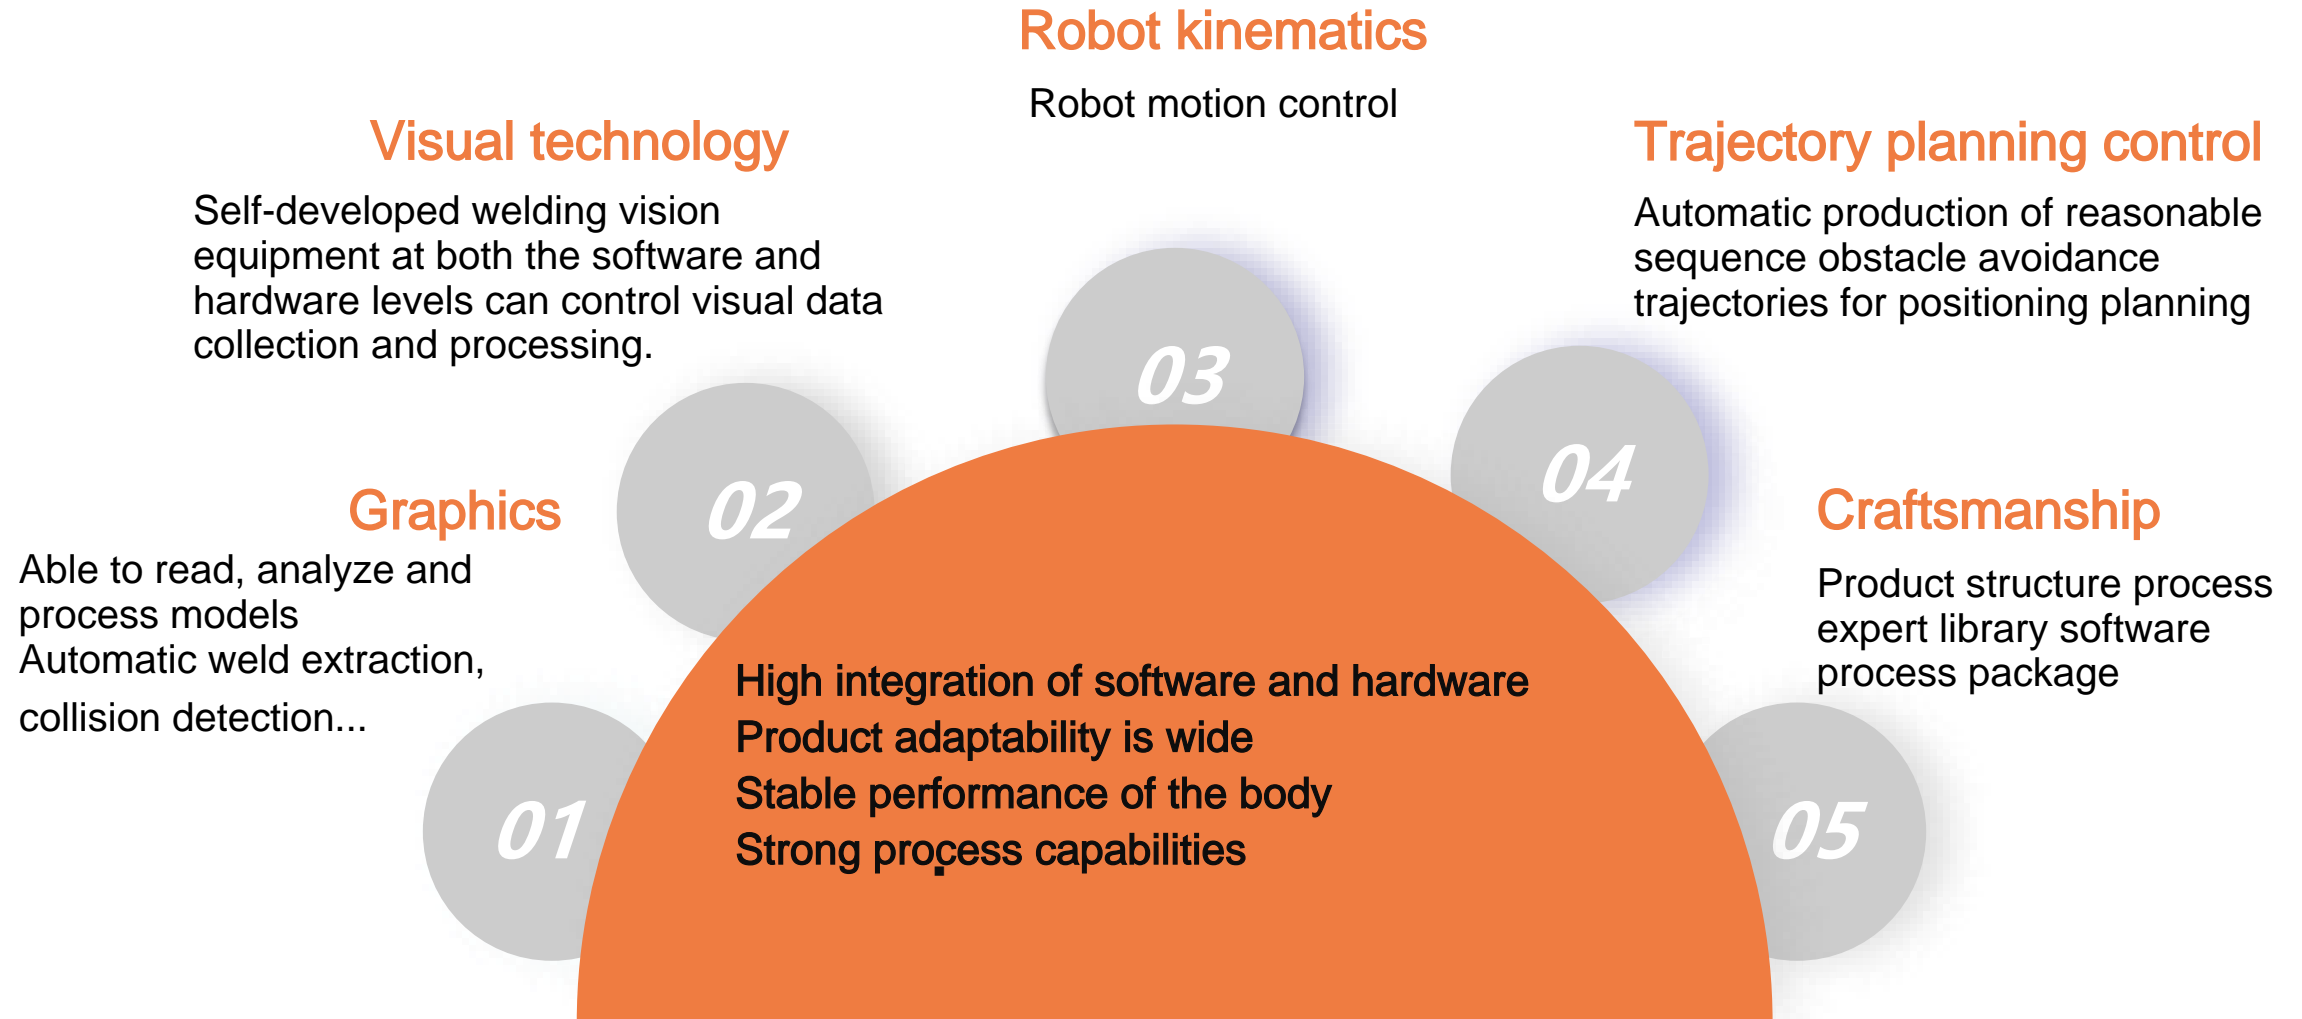 Robot kinematics
Robot motion control
Visual technology
Self-developed welding vision
equipment at both the software and
hardware levels can control visual data
collection and processing.
Trajectory planning control
Automatic production of reasonable
sequence obstacle avoidance
trajectories for positioning planning
Graphics
Able to read, analyze and
process models
Automatic weld extraction,
collision detection...
Craftsmanship
Product structure process
expert library software
process package
01
02
03
04
05
High integration of software and hardware
Product adaptability is wide
Stable performance of the body
Strong process capabilities